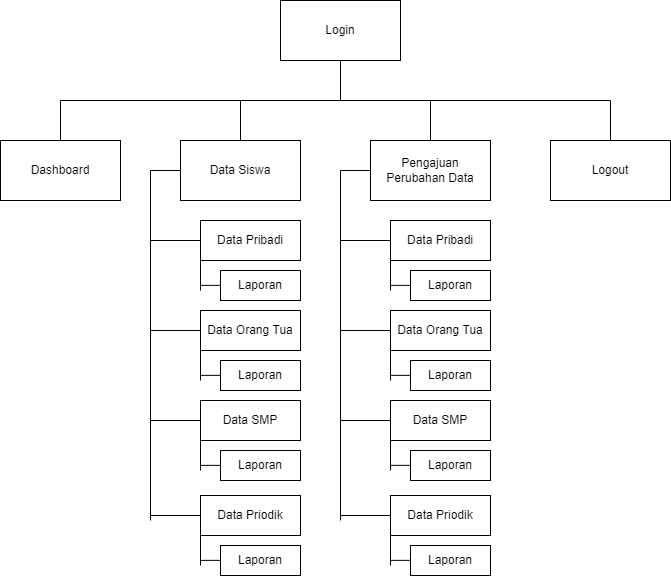 Login
Dashboard
Data Siswa
Pengajuan
Perubahan Data
Logout
Data Pribadi
Laporan
Data Orang Tua
Laporan
Data SMP
Laporan
Data Priodik
Laporan
Data Pribadi
Laporan
Data Orang Tua
Laporan
Data SMP
Laporan
Data Priodik
Laporan